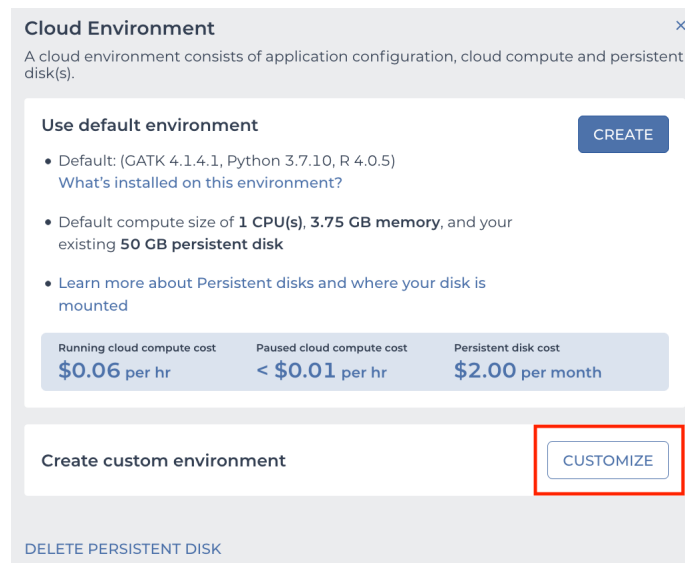 Cloud Environment
A cloud environment consists of application configuration, cloud compute and persistent
disk(s).
Use default environment
CREATE
• Default: (GATK 4.1.4.1, Python 3.7.10, R 4.0.5)
What's installed on this environment?
• Default compute size of 1 CPU(s), 3.75 GB memory, and your
existing 50 GB persistent disk
• Learn more about Persistent disks and where your disk is
mounted
Running cloud compute cost
$0.06 per hr
Paused cloud compute cost
< $0.01 per hr
Persistent disk cost
$2.00 per month
Create custom environment
CUSTOMIZE
DELETE PERSISTENT DISK